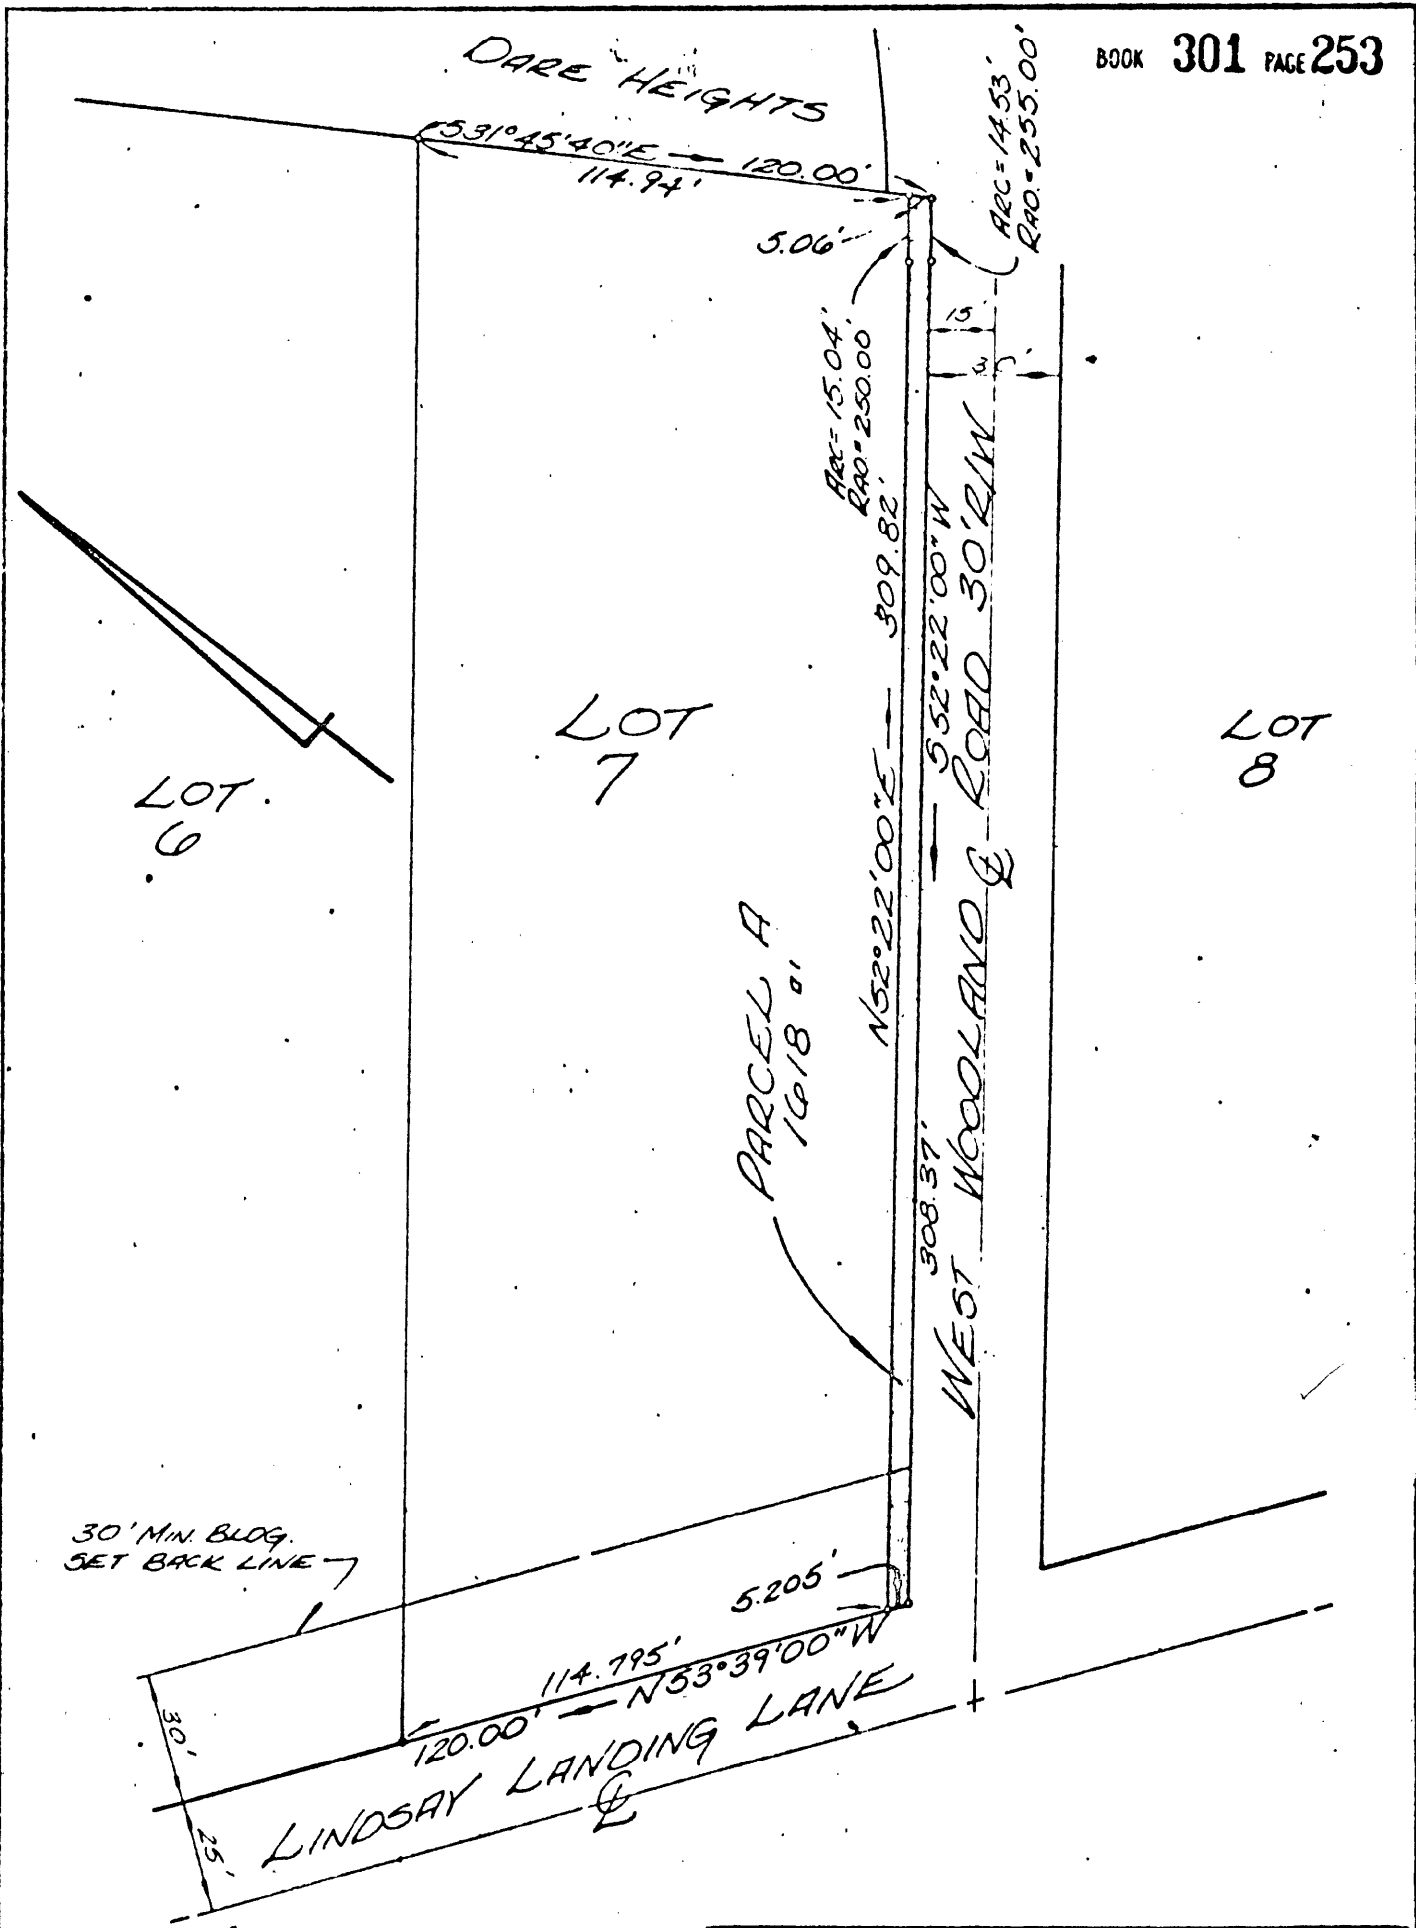 BOOK 301 PAGE 253
DARE HEIGHTS
S31°45'40"E 120.00'
114.94'
5.06'
ARC=14.53'
RAD.=255.00'
ARC=15.04'
RAD.=250.00'
15'
N52°22'00"E 309.82'
S52°22'00"W
308.37'
WEST WOODLAND ROAD 30'R/W
LOT
6
LOT
7
LOT
8
PARCEL A
1618 □'
30' MIN. BLDG.
SET BACK LINE
5.205'
114.795'
120.00' N53°39'00"W
LINDSAY LANDING LANE
30'
25'